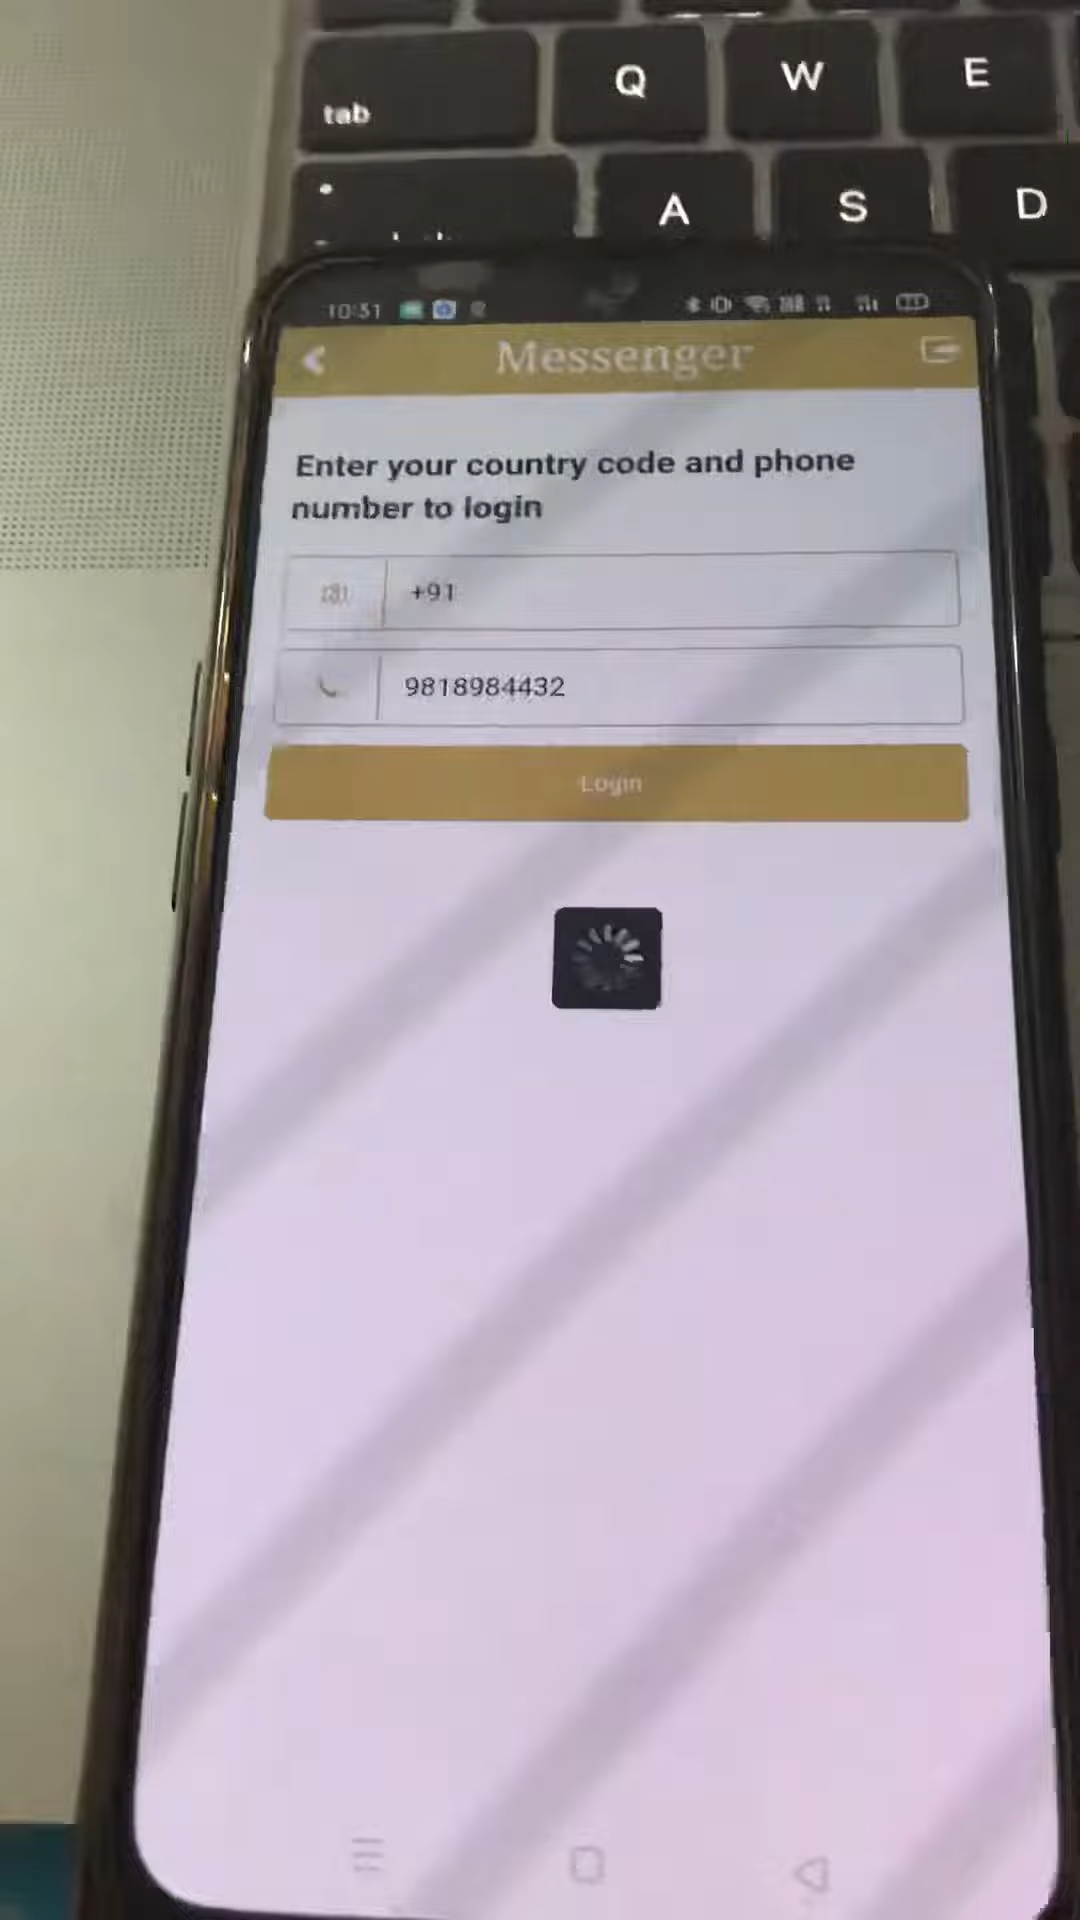 Q W E
tab
A S D
10:31
Messenger
Enter your country code and phone
number to login
+91
9818984432
Login